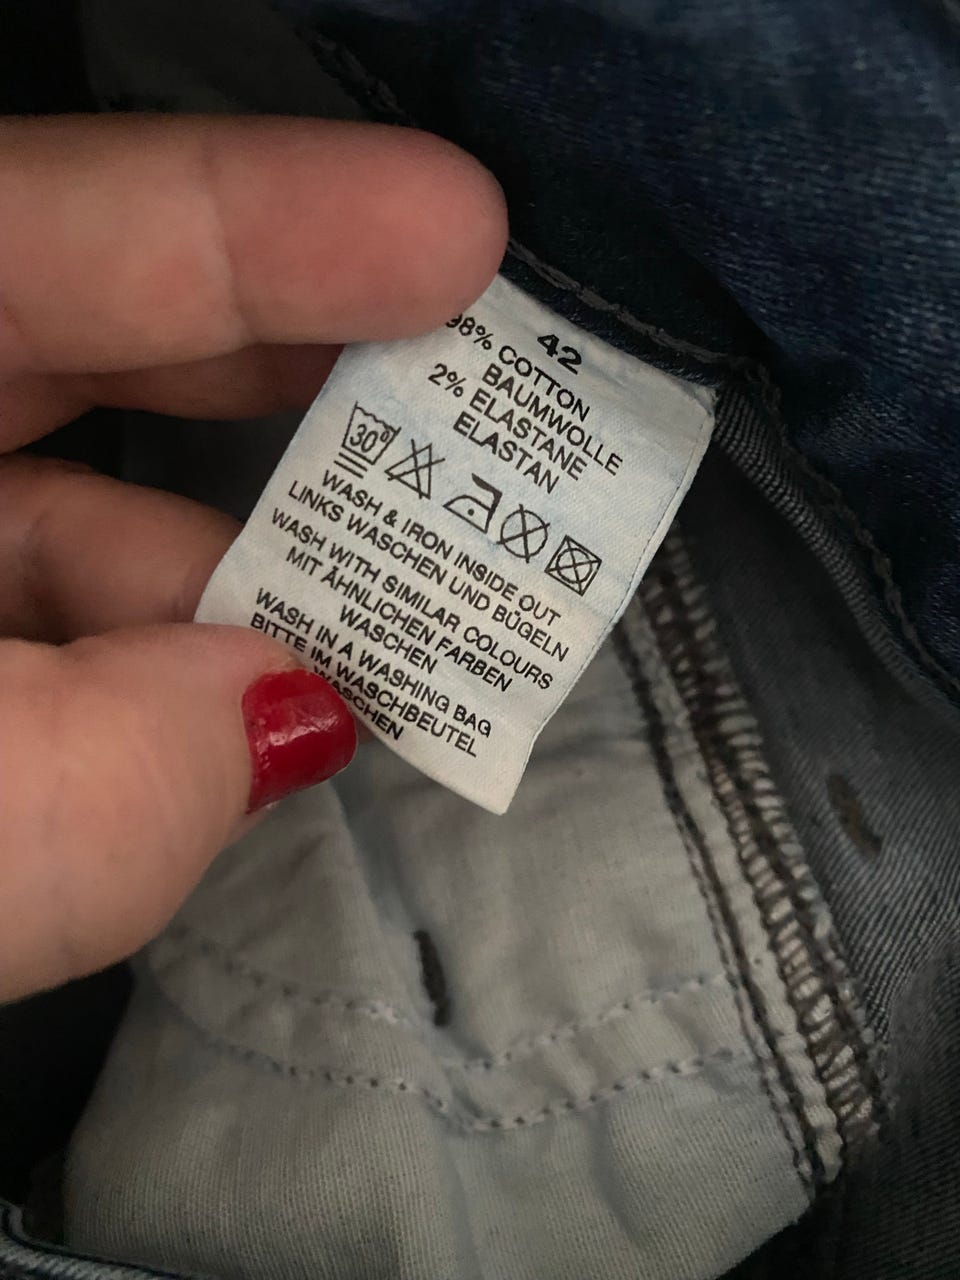 42
98% COTTON
BAUMWOLLE
2% ELASTANE
ELASTAN
30°
WASH & IRON INSIDE OUT
LINKS WASCHEN UND BÜGELN
WASH WITH SIMILAR COLOURS
MIT ÄHNLICHEN FARBEN
WASCHEN
WASH IN A WASHING BAG
BITTE IM WASCHBEUTEL
WASCHEN